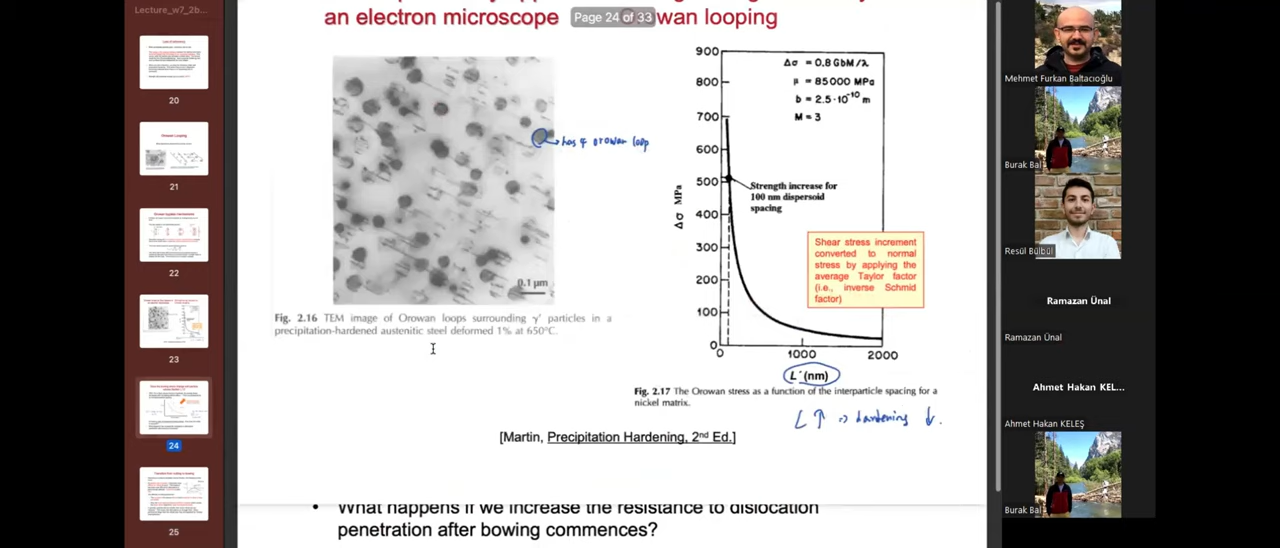 Lecture_w7_2b...
20
21
22
23
24
25
an electron microscope
Page 24 of 33
Orowan looping
has 4 orowan loop
0.1 μm
Fig. 2.16 TEM image of Orowan loops surrounding γ' particles in a
precipitation-hardened austenitic steel deformed 1% at 650°C.
900
800
700
600
500
400
300
200
100
0
Δσ MPa
Δσ = 0.8 GbM/λ
μ = 85000 MPa
b = 2.5·10⁻¹⁰ m
M = 3
Strength increase for
100 nm dispersoid
spacing
Shear stress increment
converted to normal
stress by applying the
average Taylor factor
(i.e., inverse Schmid
factor)
0
1000
2000
L' (nm)
Fig. 2.17 The Orowan stress as a function of the interparticle spacing for a
nickel matrix.
L ↑ => hardening ↓.
[Martin, Precipitation Hardening, 2nd Ed.]
• What happens if we increase the resistance to dislocation
penetration after bowing commences?
Mehmet Furkan Baltacıoğlu
Burak Bal
Resül Bülbül
Ramazan Ünal
Ramazan Ünal
Ahmet Hakan KEL...
Ahmet Hakan KELEŞ
Burak Bal